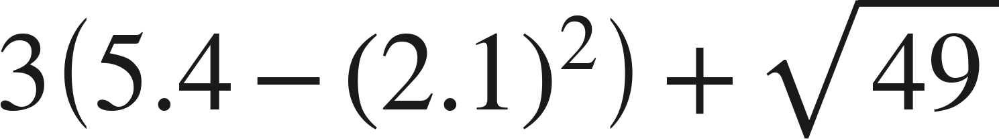 3(5.4 − (2.1)²) + √49